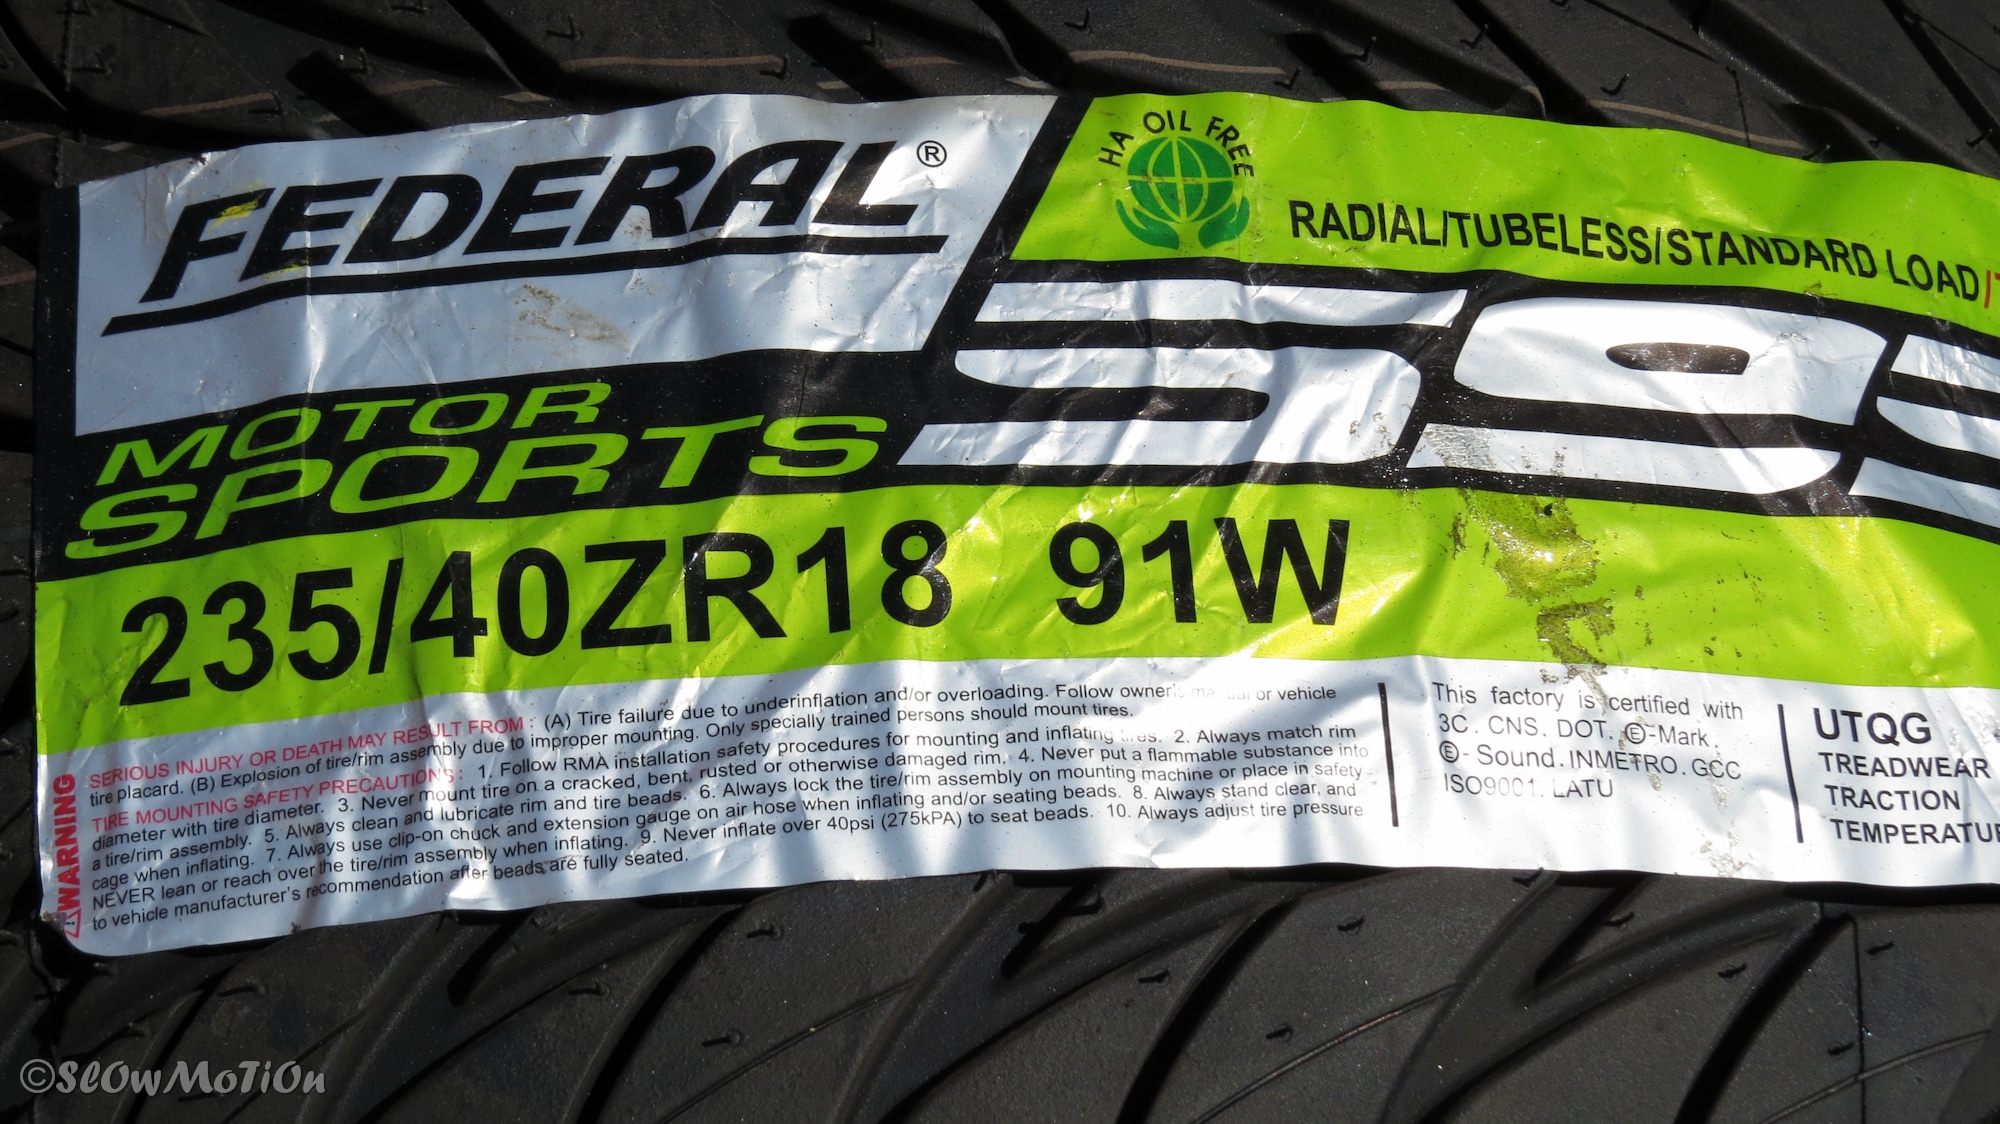 FEDERAL®
HA OIL FREE
RADIAL/TUBELESS/STANDARD LOAD/
595
MOTOR
SPORTS
235/40ZR18 91W
WARNING
SERIOUS INJURY OR DEATH MAY RESULT FROM : (A) Tire failure due to underinflation and/or overloading. Follow owner's manual or vehicle
tire placard. (B) Explosion of tire/rim assembly due to improper mounting. Only specially trained persons should mount tires.
TIRE MOUNTING SAFETY PRECAUTIONS : 1. Follow RMA installation safety procedures for mounting and inflating tires. 2. Always match rim
diameter with tire diameter. 3. Never mount tire on a cracked, bent, rusted or otherwise damaged rim. 4. Never put a flammable substance into
a tire/rim assembly. 5. Always clean and lubricate rim and tire beads. 6. Always lock the tire/rim assembly on mounting machine or place in safety
cage when inflating. 7. Always use clip-on chuck and extension gauge on air hose when inflating and/or seating beads. 8. Always stand clear, and
NEVER lean or reach over the tire/rim assembly when inflating. 9. Never inflate over 40psi (275kPA) to seat beads. 10. Always adjust tire pressure
to vehicle manufacturer's recommendation after beads are fully seated.
This factory is certified with
3C. CNS. DOT. Ⓔ-Mark.
Ⓔ- Sound. INMETRO. GCC
ISO9001. LATU
UTQG
TREADWEAR
TRACTION
TEMPERATU
©SLOwMoTiOn